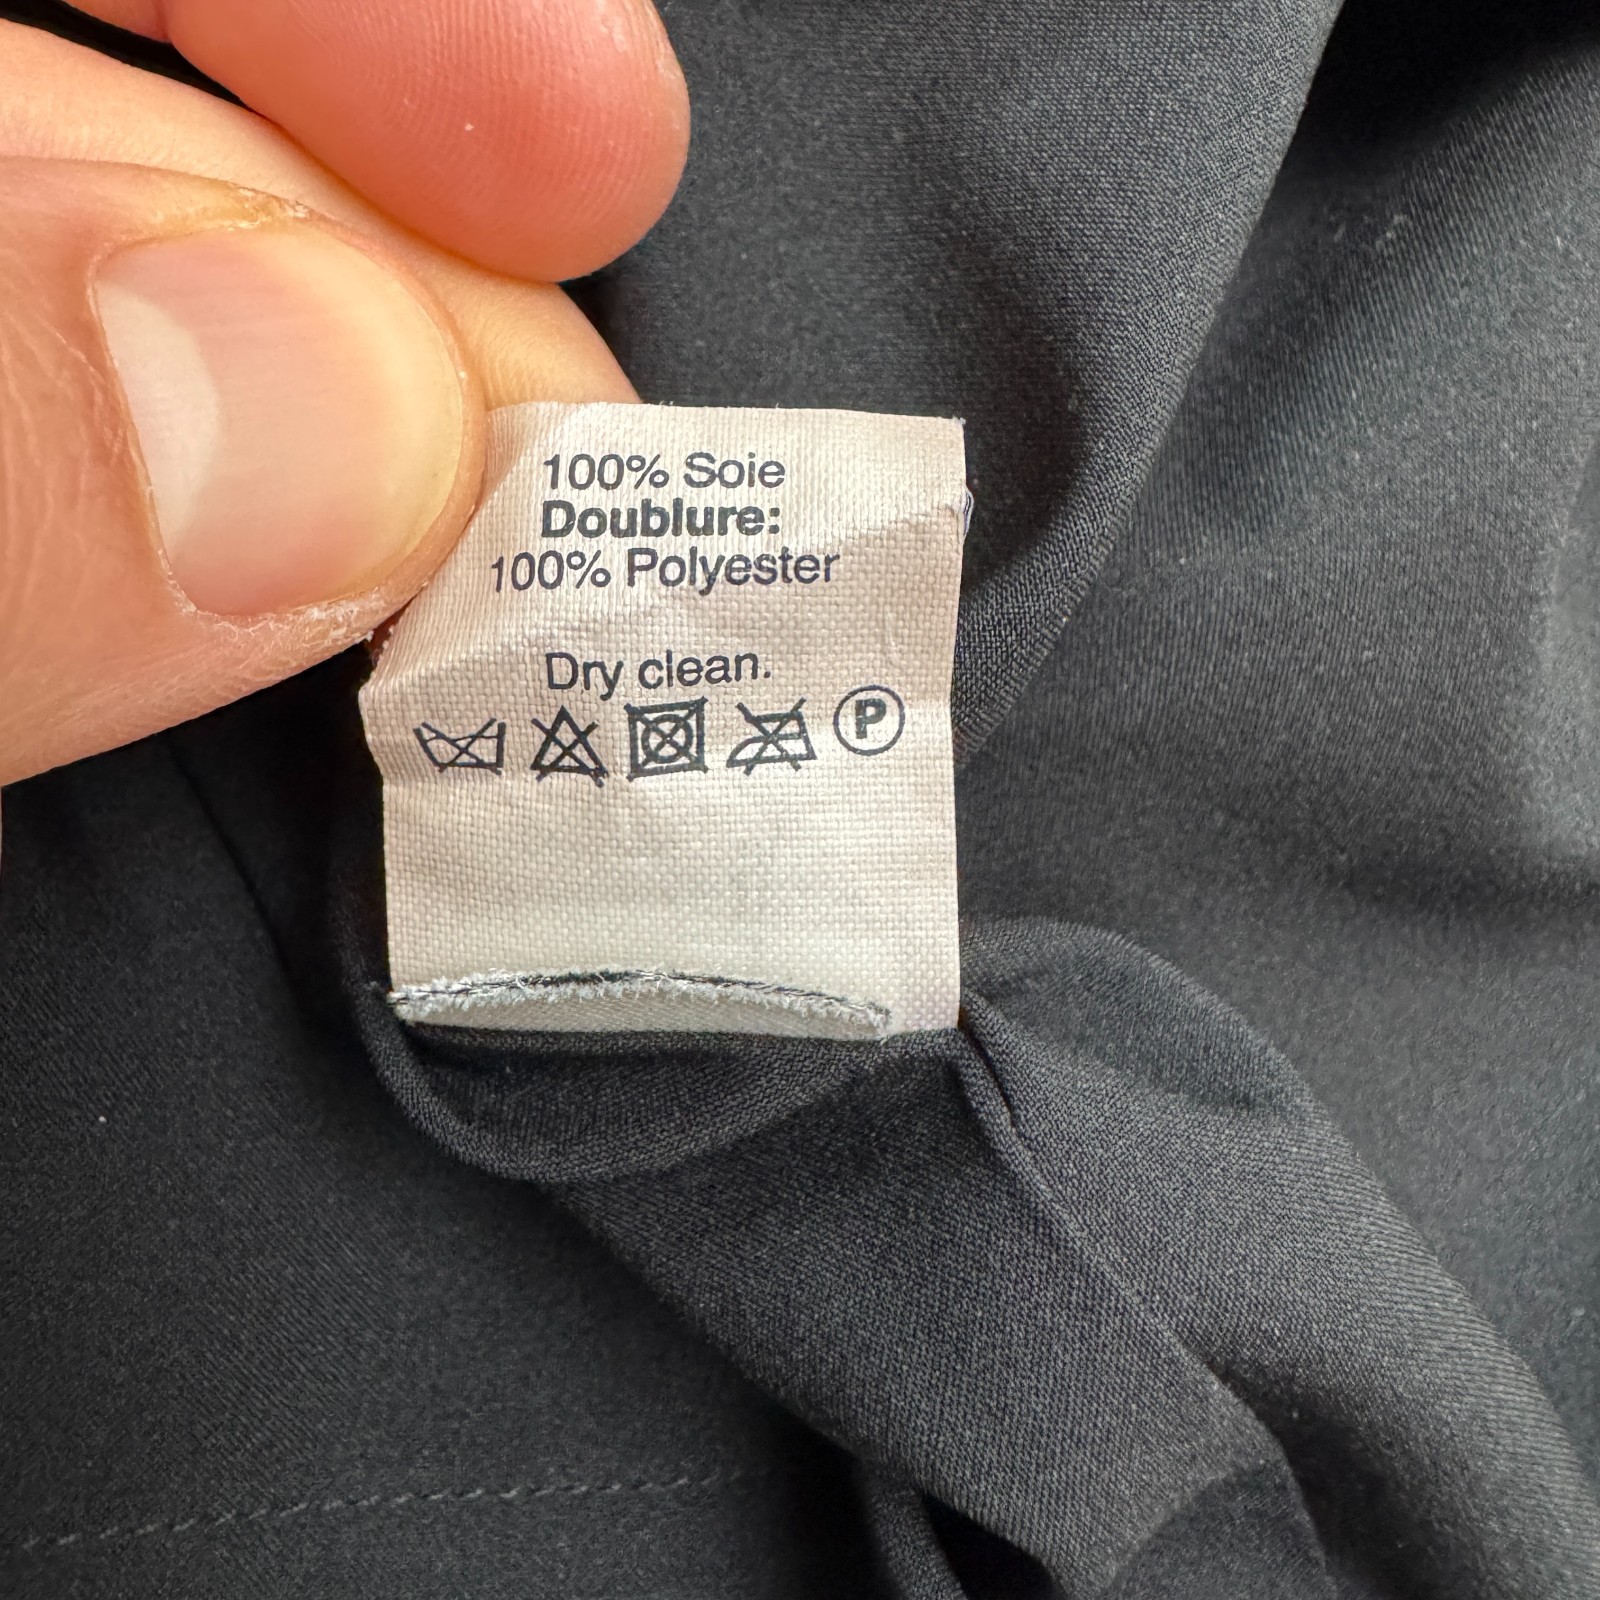 100% Soie
Doublure:
100% Polyester
Dry clean.
P